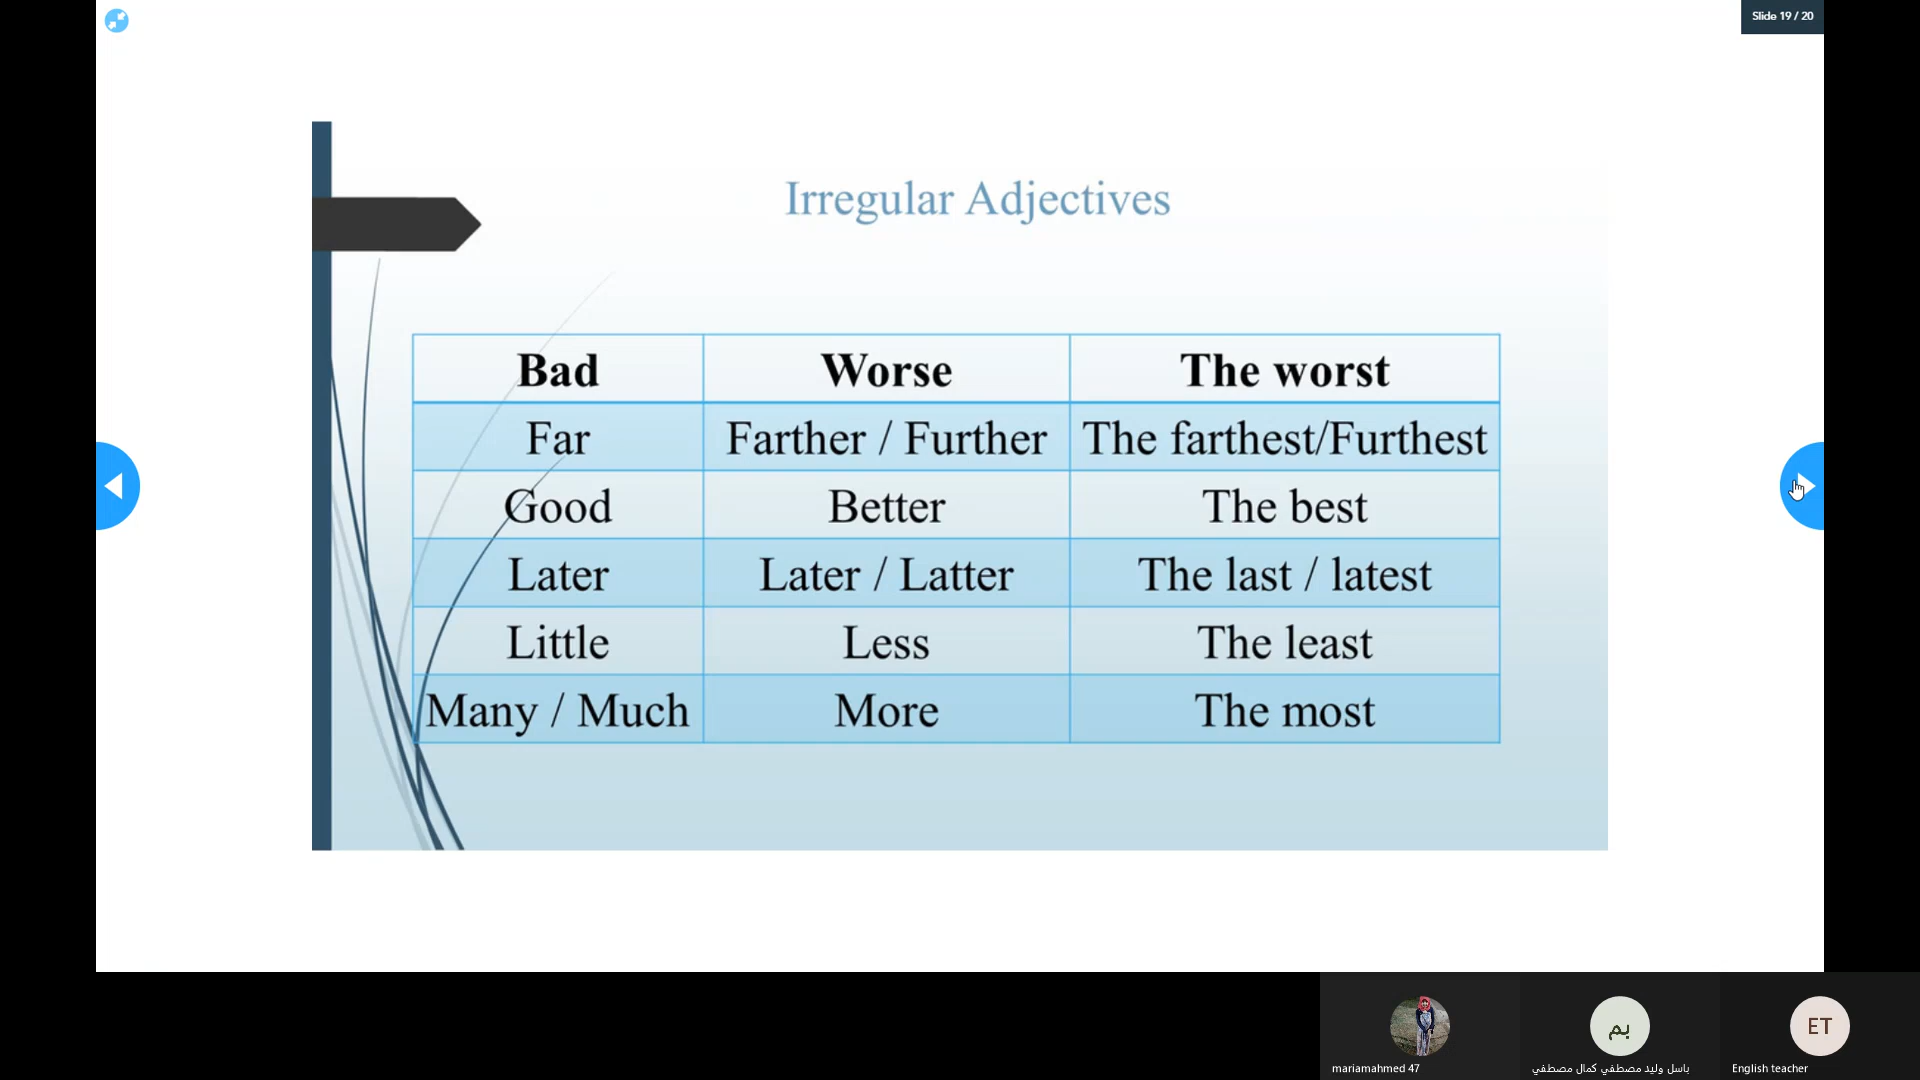 Slide 19 / 20
Irregular Adjectives
Bad Worse The worst
Far Farther / Further The farthest/Furthest
Good Better The best
Later Later / Latter The last / latest
Little Less The least
Many / Much More The most
بم ET
mariamahmed 47 باسل وليد مصطفي كمال مصطفي English teacher